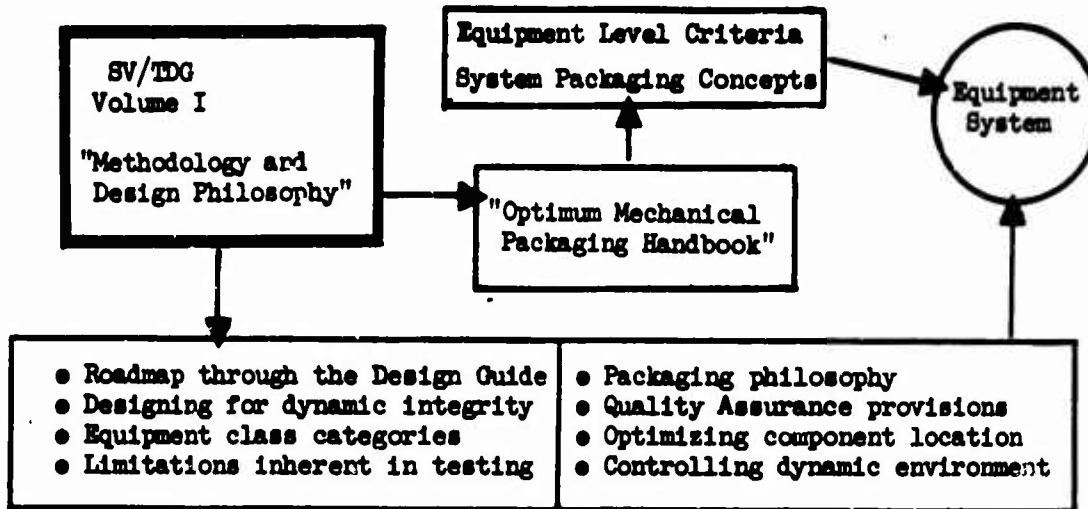 SV/TDG
Volume I
"Methodology and
Design Philosophy"
Equipment Level Criteria
System Packaging Concepts
Equipment
System
"Optimum Mechanical
Packaging Handbook"
• Roadmap through the Design Guide
• Designing for dynamic integrity
• Equipment class categories
• Limitations inherent in testing
• Packaging philosophy
• Quality Assurance provisions
• Optimizing component location
• Controlling dynamic environment